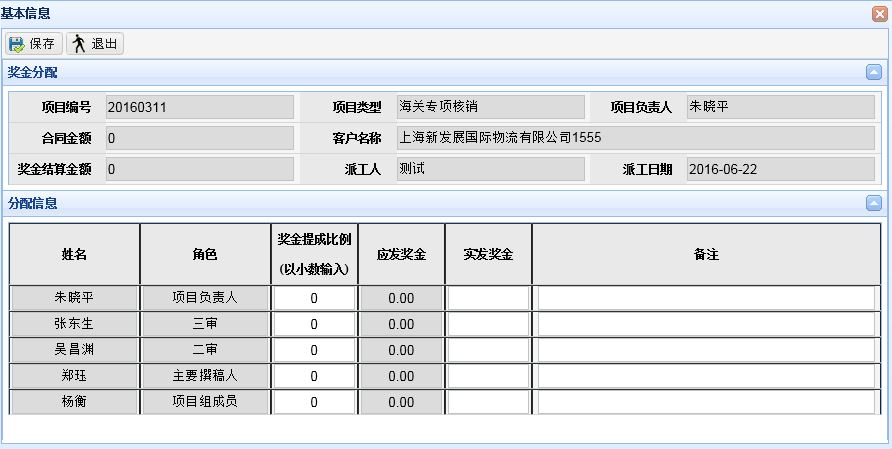 基本信息
保存 退出
奖金分配
项目编号 20160311 项目类型 海关专项核销 项目负责人 朱晓平
合同金额 0 客户名称 上海新发展国际物流有限公司1555
奖金结算金额 0 派工人 测试 派工日期 2016-06-22
分配信息
姓名 角色 奖金提成比例 应发奖金 实发奖金 备注
(以小数输入)
朱晓平 项目负责人 0 0.00
张东生 三审 0 0.00
吴昌渊 二审 0 0.00
郑珏 主要撰稿人 0 0.00
杨衡 项目组成员 0 0.00